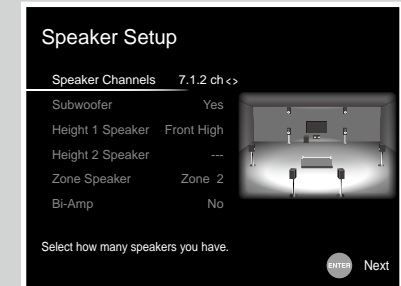 Speaker Setup
Speaker Channels 7.1.2 ch <>
Subwoofer Yes
Height 1 Speaker Front High
Height 2 Speaker ---
Zone Speaker Zone 2
Bi-Amp No
Select how many speakers you have.
ENTER Next